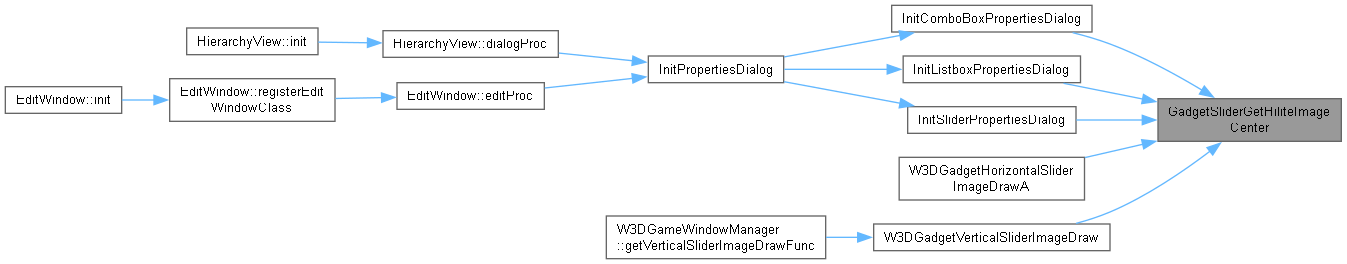 InitComboBoxPropertiesDialog
HierarchyView::init
HierarchyView::dialogProc
InitPropertiesDialog
InitListboxPropertiesDialog
EditWindow::init
EditWindow::registerEdit
WindowClass
EditWindow::editProc
InitSliderPropertiesDialog
GadgetSliderGetHiliteImage
Center
W3DGadgetHorizontalSlider
ImageDrawA
W3DGameWindowManager
::getVerticalSliderImageDrawFunc
W3DGadgetVerticalSliderImageDraw